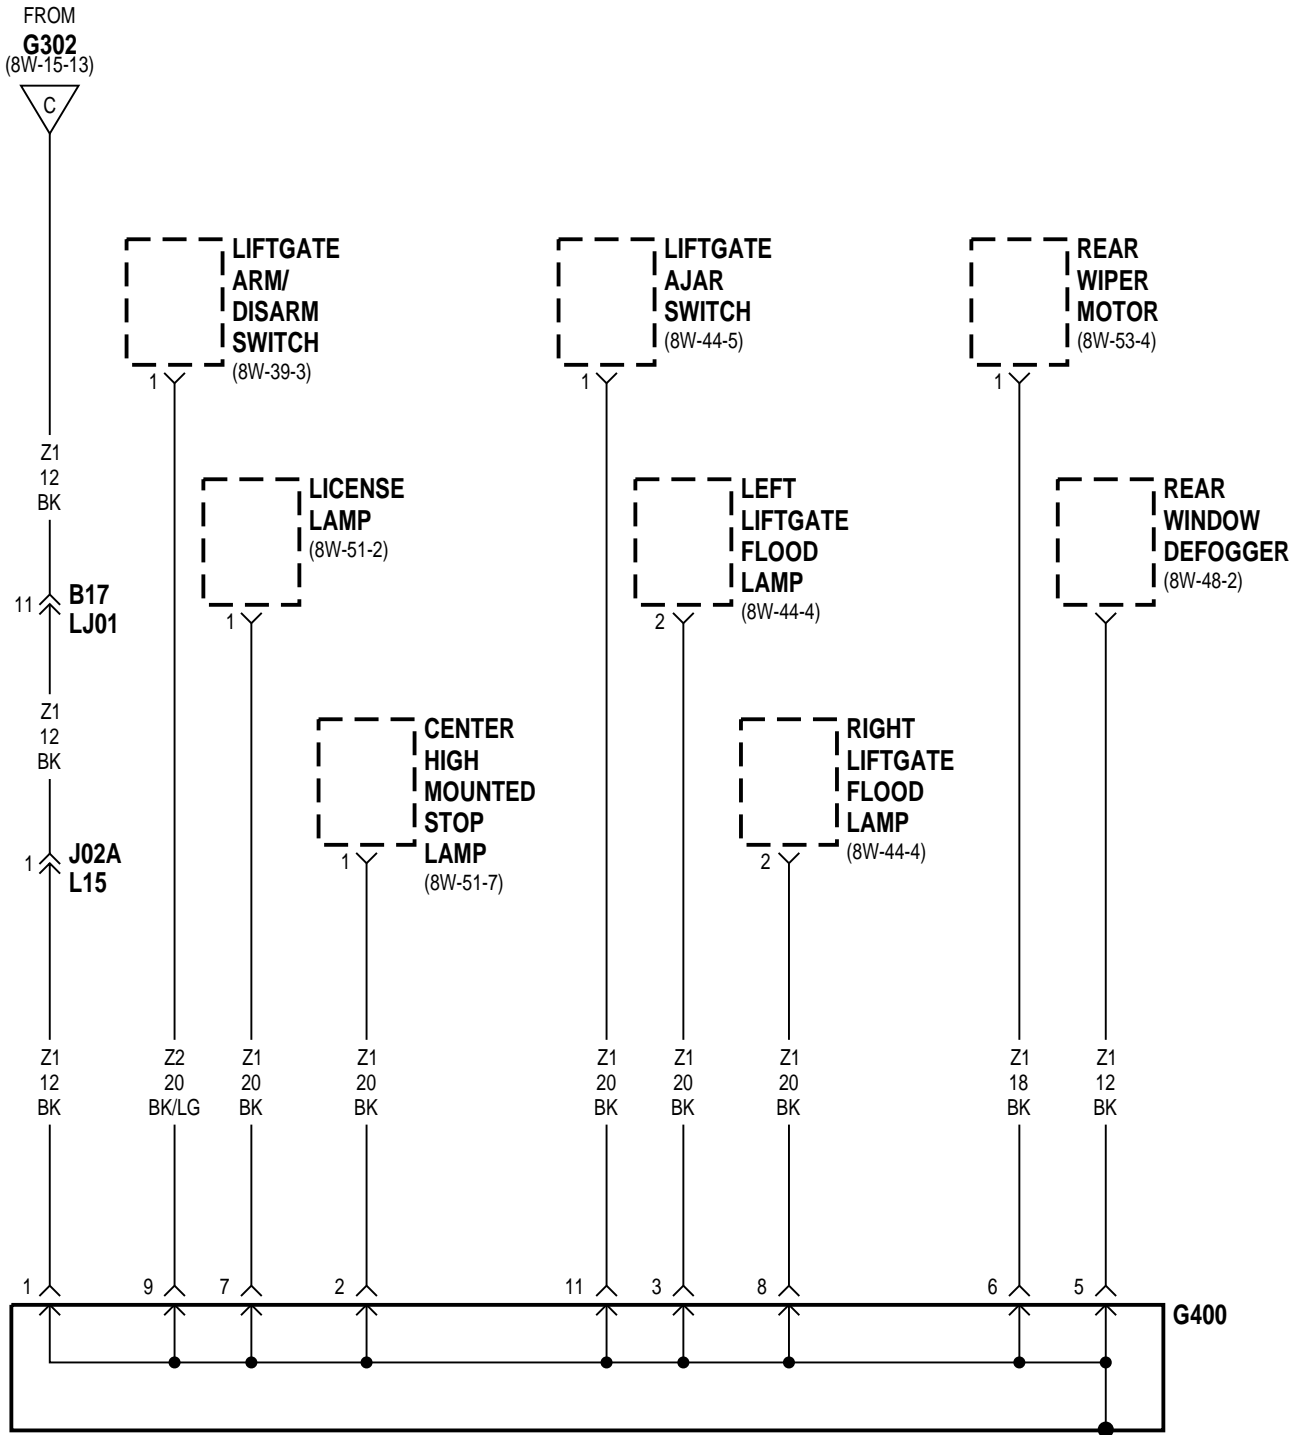 FROM
G302
(8W-15-13)
C
LIFTGATE
ARM/
DISARM
SWITCH
(8W-39-3)
1
LIFTGATE
AJAR
SWITCH
(8W-44-5)
1
REAR
WIPER
MOTOR
(8W-53-4)
1
Z1
12
BK
LICENSE
LAMP
(8W-51-2)
1
LEFT
LIFTGATE
FLOOD
LAMP
(8W-44-4)
2
REAR
WINDOW
DEFOGGER
(8W-48-2)
11
B17
LJ01
Z1
12
BK
CENTER
HIGH
MOUNTED
STOP
LAMP
(8W-51-7)
1
RIGHT
LIFTGATE
FLOOD
LAMP
(8W-44-4)
2
1
J02A
L15
Z1
12
BK
Z2
20
BK/LG
Z1
20
BK
Z1
20
BK
Z1
20
BK
Z1
20
BK
Z1
20
BK
Z1
18
BK
Z1
12
BK
1 9 7 2 11 3 8 6 5
G400